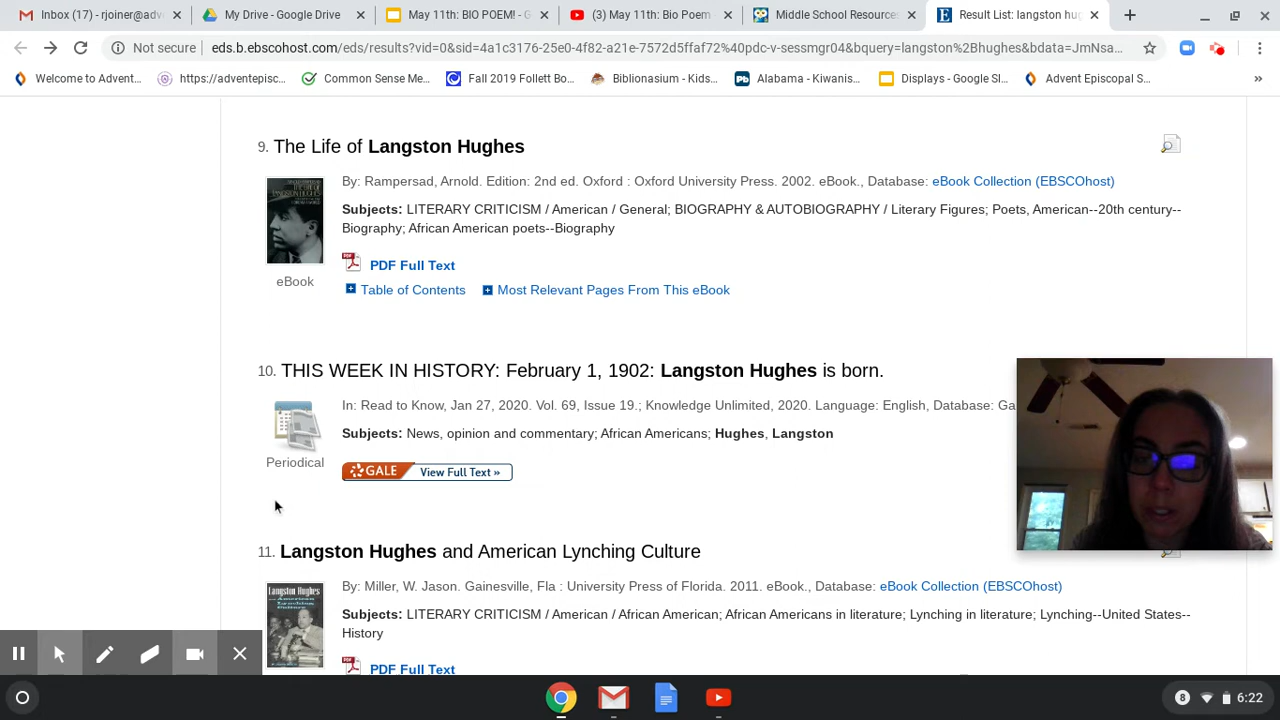 Inbox (17) - rjoiner@adv
My Drive - Google Drive
May 11th: BIO POEM! - G
(3) May 11th: Bio Poem -
Middle School Resources
Result List: langston hug
Not secure eds.b.ebscohost.com/eds/results?vid=0&sid=4a1c3176-25e0-4f82-a21e-7572d5ffaf72%40pdc-v-sessmgr04&bquery=langston%2Bhughes&bdata=JmNsa...
Welcome to Advent...
https://adventepisc...
Common Sense Me...
Fall 2019 Follett Bo...
Biblionasium - Kids...
Alabama - Kiwanis...
Displays - Google Sl...
Advent Episcopal S...
»
9. The Life of Langston Hughes
By: Rampersad, Arnold. Edition: 2nd ed. Oxford : Oxford University Press. 2002. eBook., Database: eBook Collection (EBSCOhost)
Subjects: LITERARY CRITICISM / American / General; BIOGRAPHY & AUTOBIOGRAPHY / Literary Figures; Poets, American--20th century--
Biography; African American poets--Biography
PDF Full Text
eBook
Table of Contents Most Relevant Pages From This eBook
10. THIS WEEK IN HISTORY: February 1, 1902: Langston Hughes is born.
In: Read to Know, Jan 27, 2020. Vol. 69, Issue 19.; Knowledge Unlimited, 2020. Language: English, Database: Ga
Subjects: News, opinion and commentary; African Americans; Hughes, Langston
Periodical
GALE View Full Text »
11. Langston Hughes and American Lynching Culture
By: Miller, W. Jason. Gainesville, Fla : University Press of Florida. 2011. eBook., Database: eBook Collection (EBSCOhost)
Subjects: LITERARY CRITICISM / American / African American; African Americans in literature; Lynching in literature; Lynching--United States--
History
PDF Full Text
8 6:22